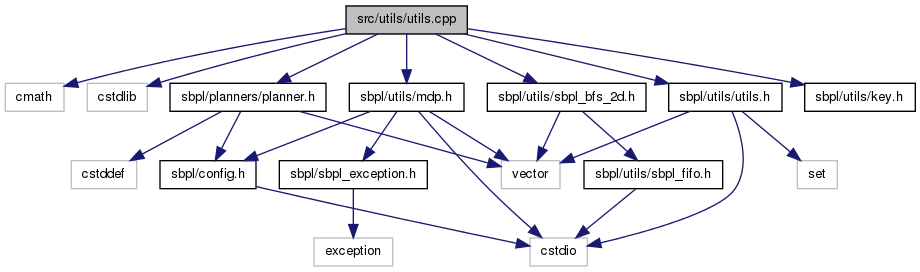 src/utils/utils.cpp
cmath
cstdlib
sbpl/planners/planner.h
sbpl/utils/mdp.h
sbpl/utils/sbpl_bfs_2d.h
sbpl/utils/utils.h
sbpl/utils/key.h
cstddef
sbpl/config.h
sbpl/sbpl_exception.h
vector
sbpl/utils/sbpl_fifo.h
set
exception
cstdio